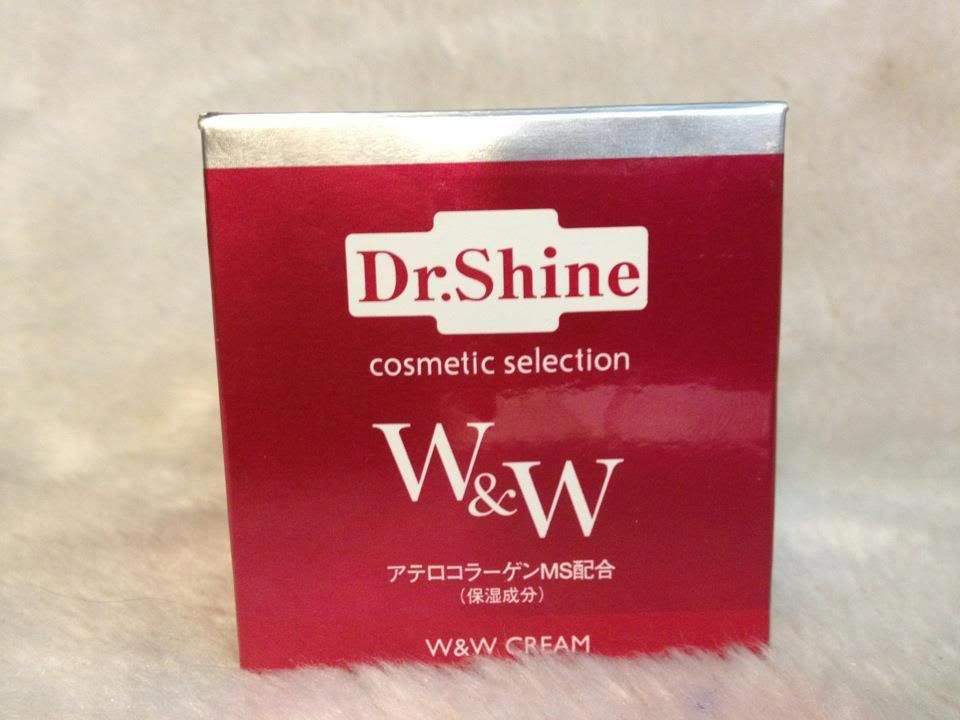 Dr.Shine
cosmetic selection
W&W
アテロコラーゲンMS配合
(保湿成分)
W&W CREAM